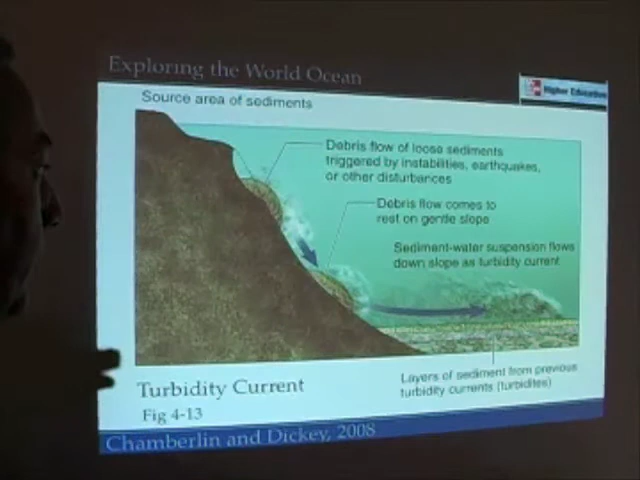 Exploring the World Ocean
Higher Education
Source area of sediments
Debris flow of loose sediments
triggered by instabilities, earthquakes,
or other disturbances
Debris flow comes to
rest on gentle slope
Sediment-water suspension flows
down slope as turbidity current
Layers of sediment from previous
turbidity currents (turbidites)
Turbidity Current
Fig 4-13
Chamberlin and Dickey, 2008